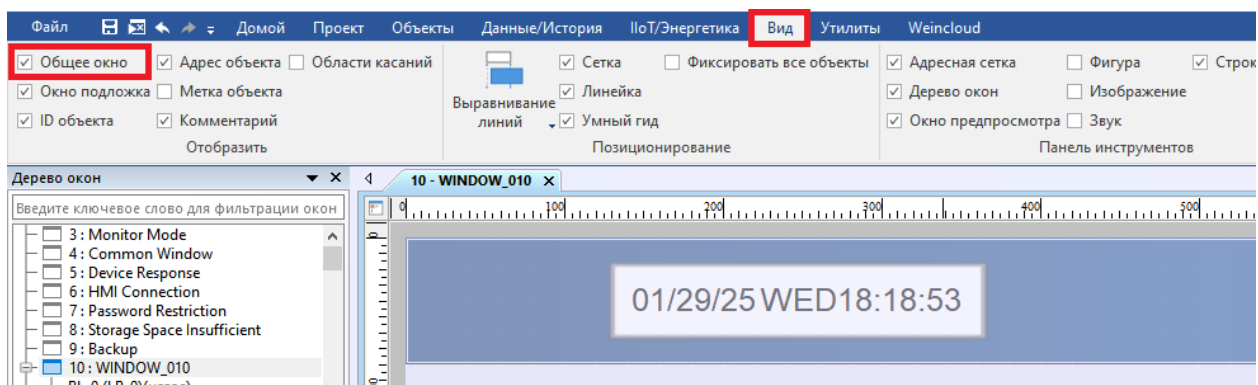 Файл Домой Проект Объекты Данные/История IIoT/Энергетика Вид Утилиты Weincloud
Общее окно Адрес объекта Области касаний Сетка Фиксировать все объекты Адресная сетка Фигура Строк
Окно подложка Метка объекта Линейка Дерево окон Изображение
ID объекта Комментарий Выравнивание линий Умный гид Окно предпросмотра Звук
Отобразить Позиционирование Панель инструментов
Дерево окон 10 - WINDOW_010
Введите ключевое слово для фильтрации окон 0 100 200 300 400 500
3 : Monitor Mode
4 : Common Window
5 : Device Response
6 : HMI Connection
7 : Password Restriction
8 : Storage Space Insufficient
9 : Backup
10 : WINDOW_010
01/29/25 WED18:18:53